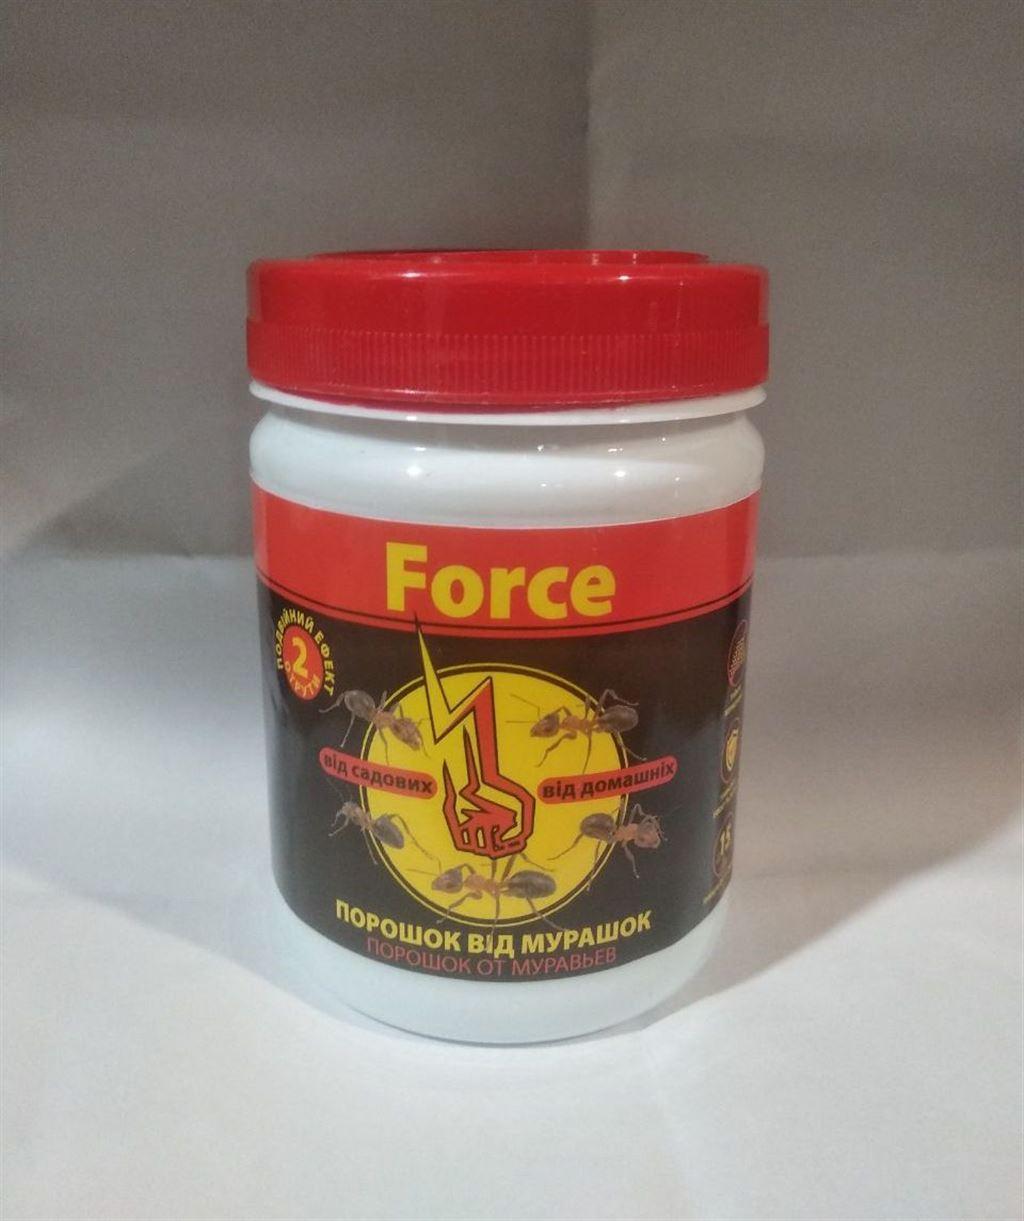 Force
ПОДВІЙНИЙ ЕФЕКТ
2
ОТРУТИ
від садових
від домашніх
ПОРОШОК ВІД МУРАШОК
ПОРОШОК ОТ МУРАВЬЕВ